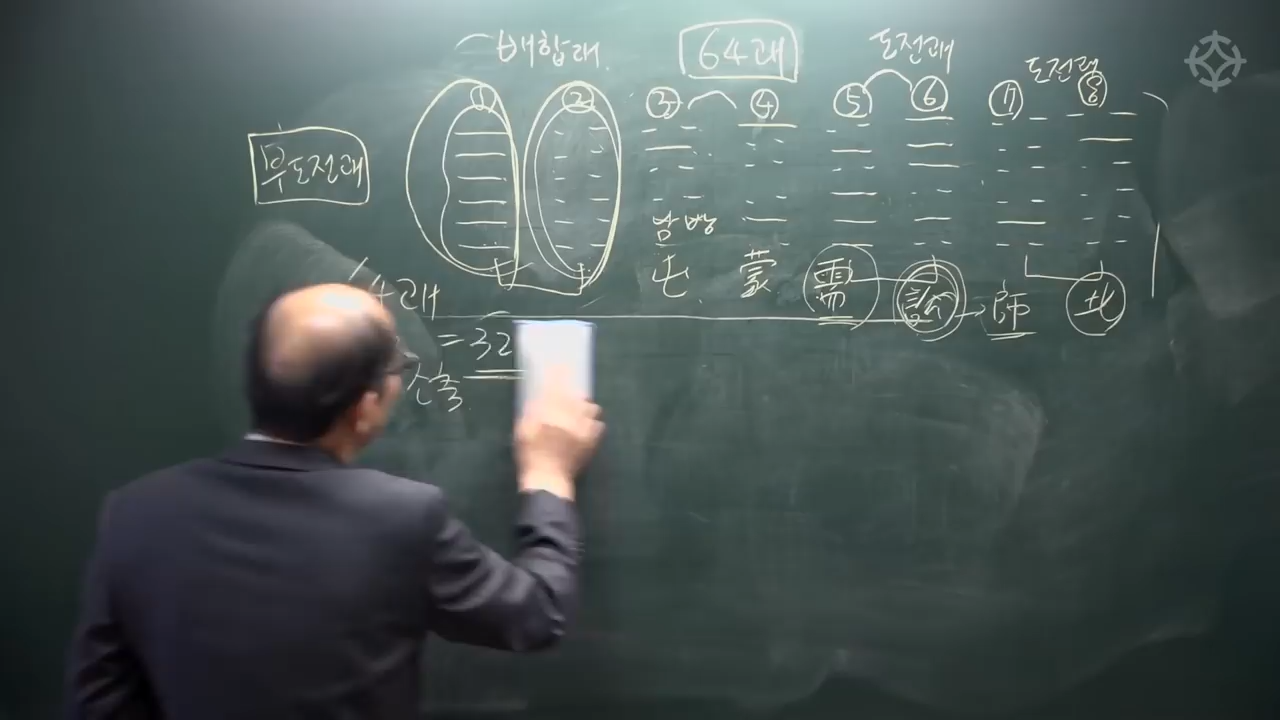 배합괘 64괘 도전괘 도전괘
① ② ③ ④ ⑤ ⑥ ⑦ ⑧
부도전괘
屯 蒙 需 訟 師 比
4괘
=32